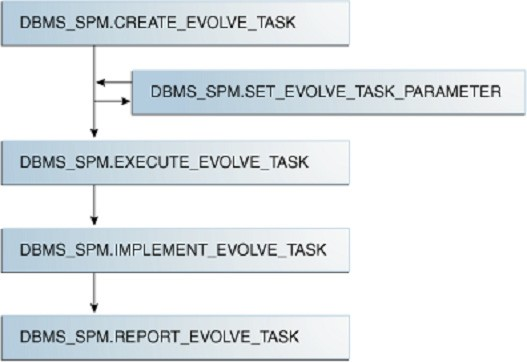 DBMS_SPM.CREATE_EVOLVE_TASK
DBMS_SPM.SET_EVOLVE_TASK_PARAMETER
DBMS_SPM.EXECUTE_EVOLVE_TASK
DBMS_SPM.IMPLEMENT_EVOLVE_TASK
DBMS_SPM.REPORT_EVOLVE_TASK